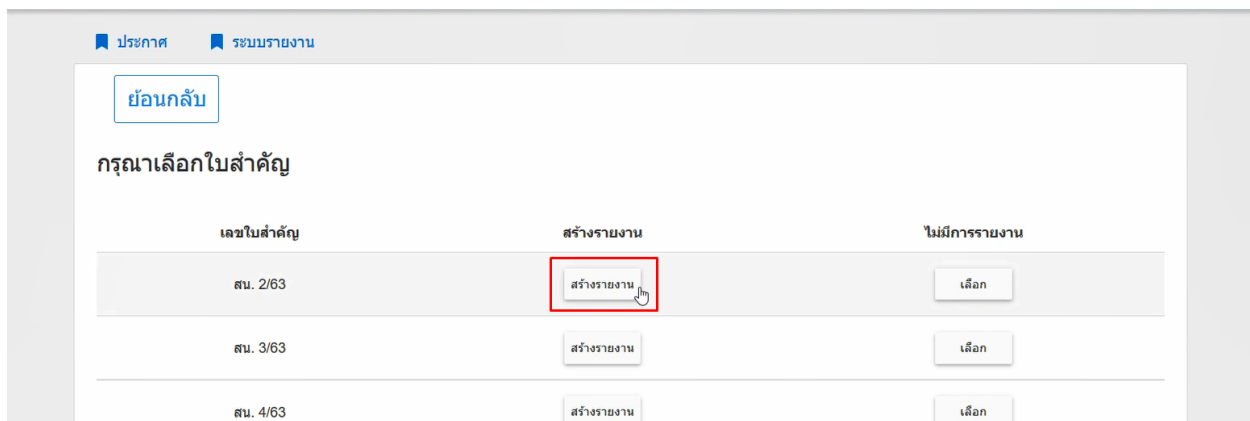 ประกาศ ระบบรายงาน
ย้อนกลับ
กรุณาเลือกใบสำคัญ
เลขใบสำคัญ สร้างรายงาน ไม่มีการรายงาน
สน. 2/63 สร้างรายงาน เลือก
สน. 3/63 สร้างรายงาน เลือก
สน. 4/63 สร้างรายงาน เลือก